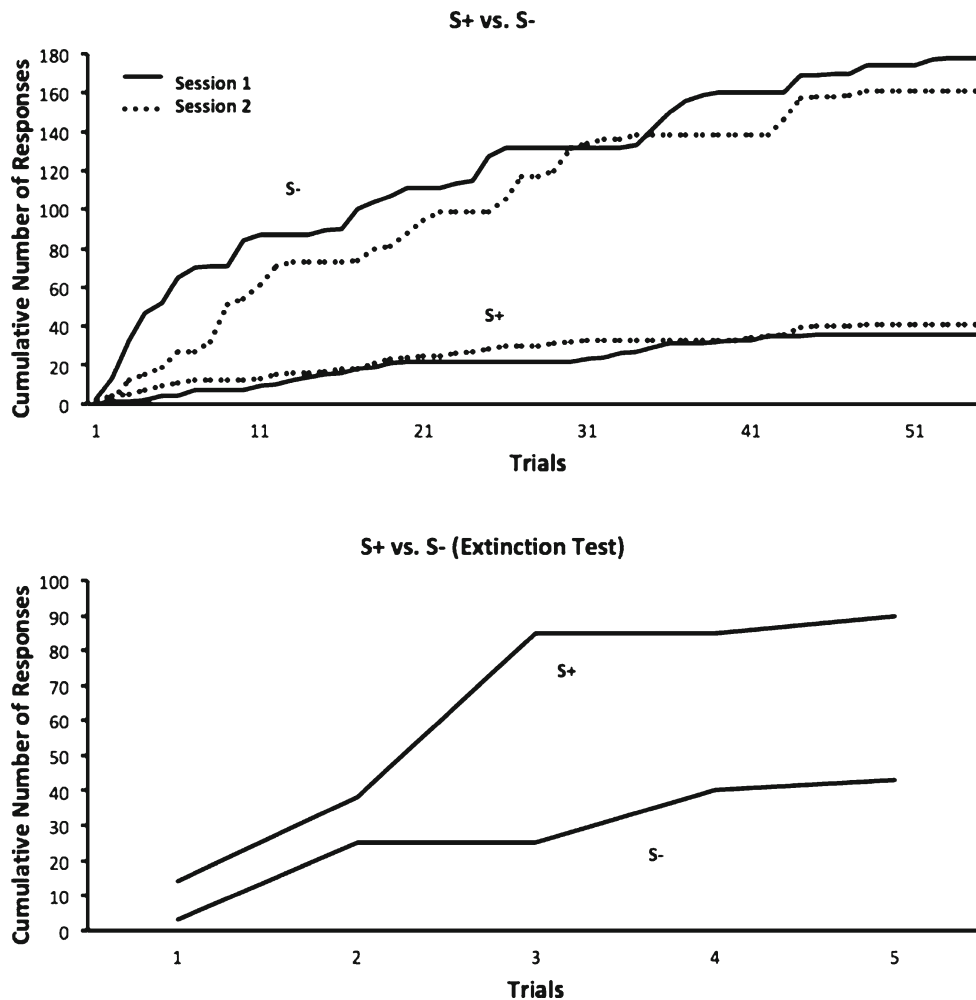 S+ vs. S-
Cumulative Number of Responses
180
160
140
120
100
80
60
40
20
0
Session 1
Session 2
S-
S+
1 11 21 31 41 51
Trials
S+ vs. S- (Extinction Test)
Cumulative Number of Responses
100
90
80
70
60
50
40
30
20
10
0
S+
S-
1 2 3 4 5
Trials